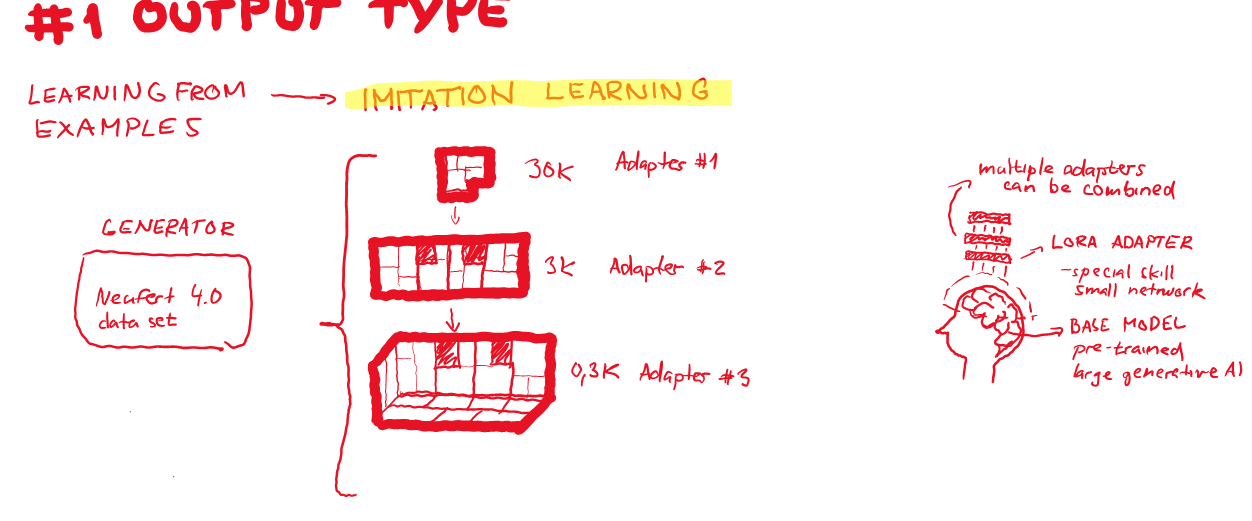 #1 OUTPUT TYPE
LEARNING FROM
EXAMPLES
IMITATION LEARNING
30K Adapter #1
GENERATOR
Neufert 4.0
data set
3K Adapter #2
0,3K Adapter #3
multiple adapters
can be combined
LORA ADAPTER
-special skill
small network
BASE MODEL
pre-trained
large generative AI